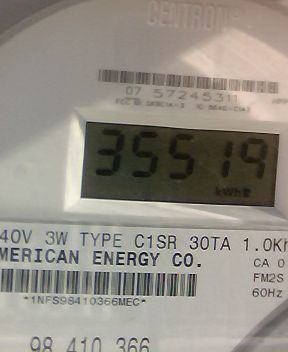 CENTRON®
07 57245311
35519
kWh
40V 3W TYPE C1SR 30TA 1.0Kh
MERICAN ENERGY CO.
CA 0
FM2S
*1NFS98410366MEC*
60Hz
98 410 366